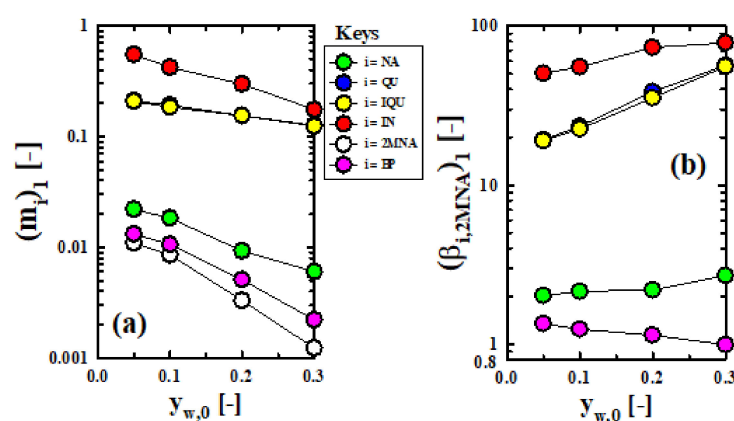 1
0.1
0.01
0.001
(m_i)_1 [-]
(a)
0.0 0.1 0.2 0.3
y_w,0 [-]
Keys
i = NA
i = QU
i = IQU
i = IN
i = 2MNA
i = BP
100
10
1
0.8
(β_i,2MNA)_1 [-]
(b)
0.0 0.1 0.2 0.3
y_w,0 [-]